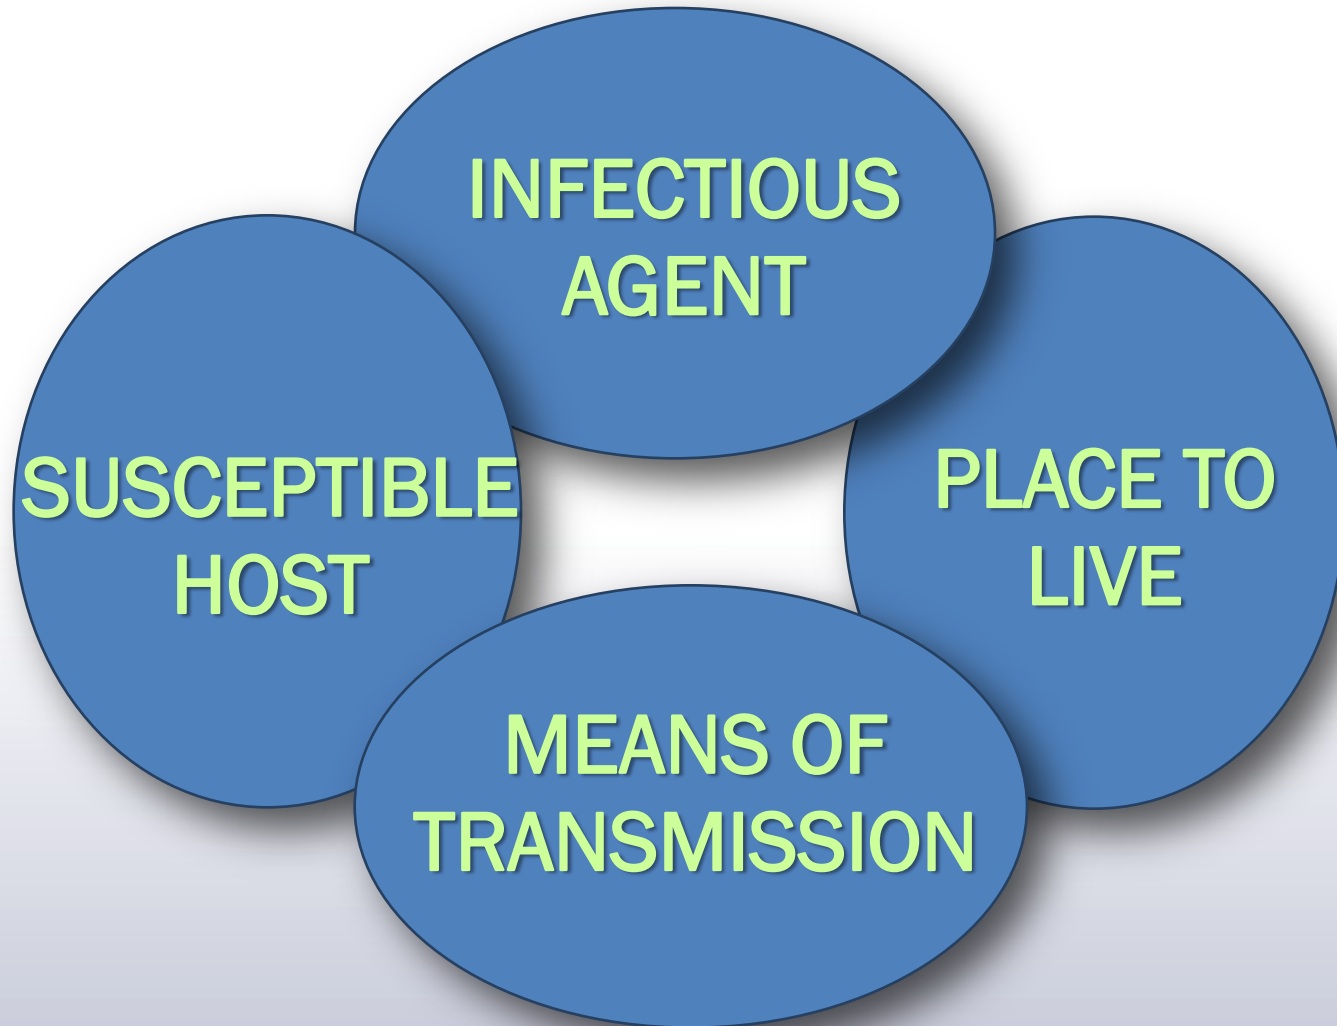 INFECTIOUS
AGENT
SUSCEPTIBLE
HOST
PLACE TO
LIVE
MEANS OF
TRANSMISSION